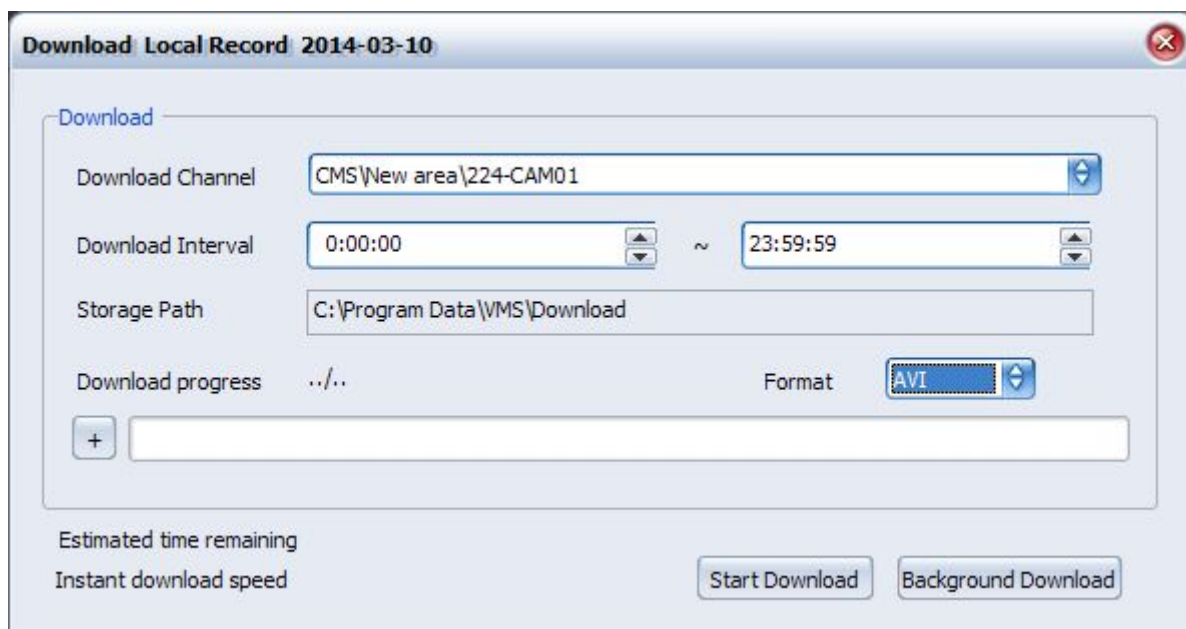 Download Local Record 2014-03-10
Download
Download Channel CMS\New area\224-CAM01
Download Interval 0:00:00 ~ 23:59:59
Storage Path C:\Program Data\VMS\Download
Download progress ../.. Format AVI
+
Estimated time remaining
Instant download speed
Start Download Background Download